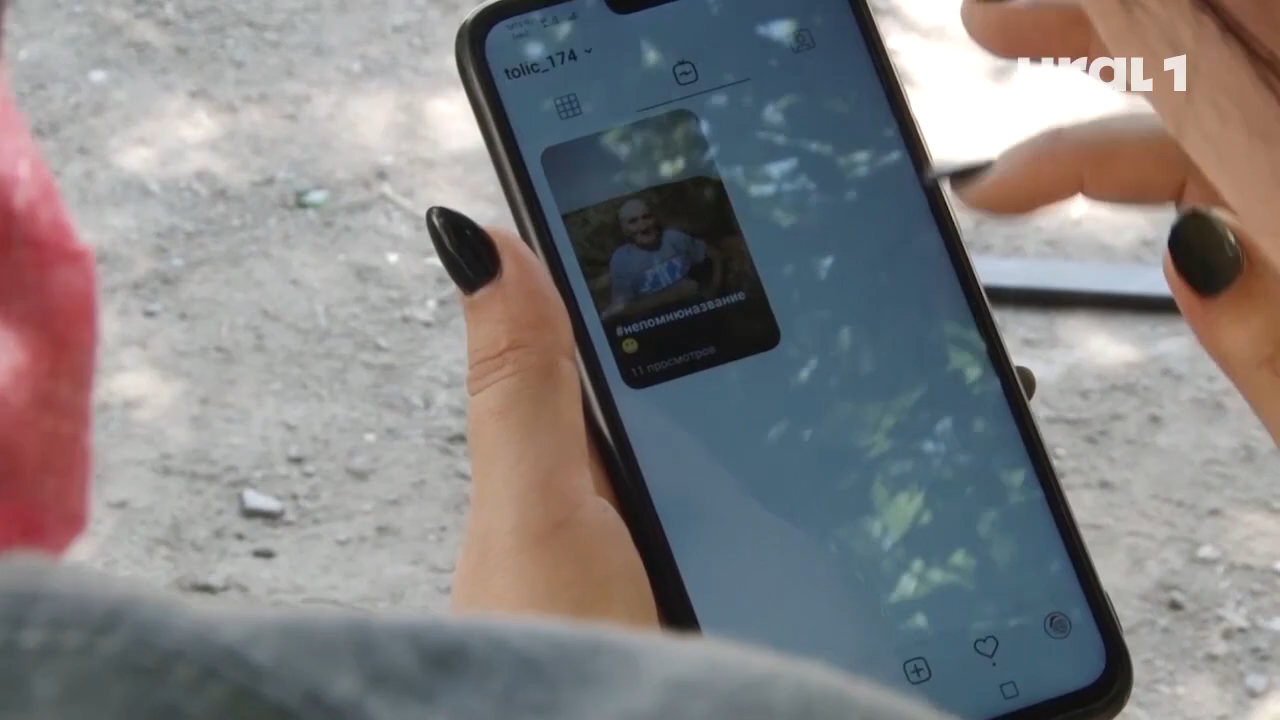 ural 1
tolic_174
#непомнюназвание
11 просмотров